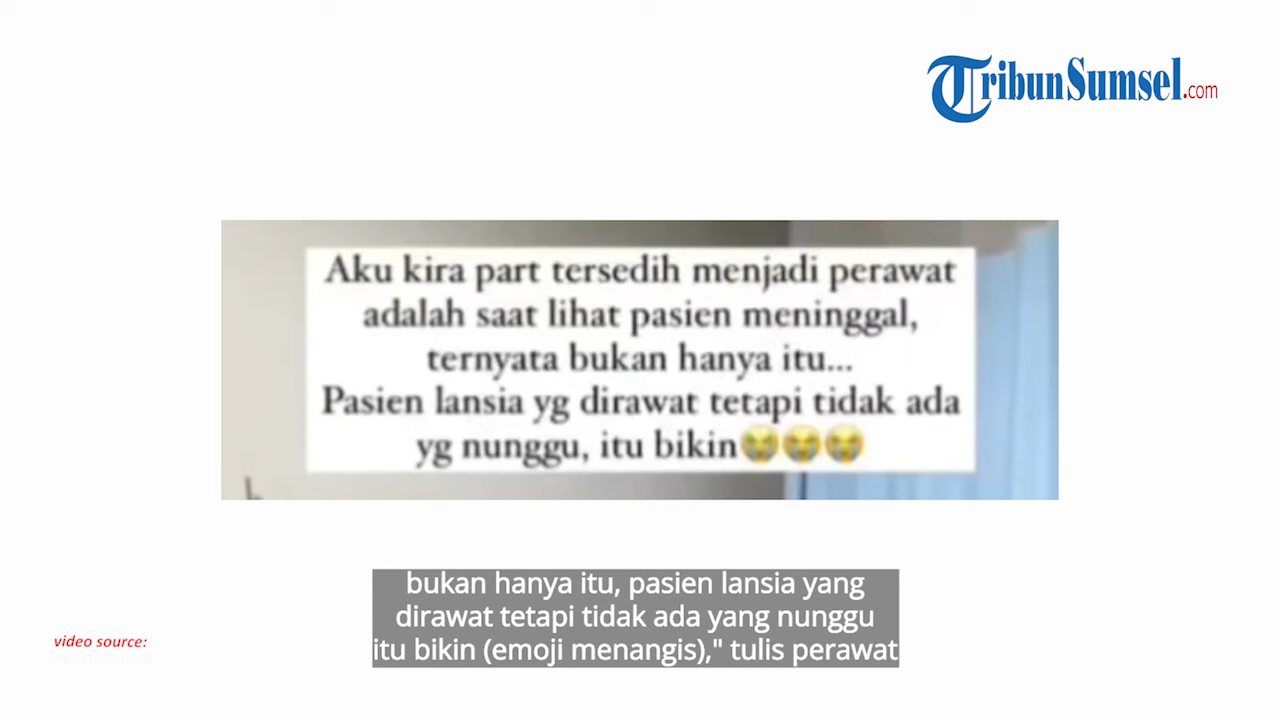 TribunSumsel.com
Aku kira part tersedih menjadi perawat
adalah saat lihat pasien meninggal,
ternyata bukan hanya itu...
Pasien lansia yg dirawat tetapi tidak ada
yg nunggu, itu bikin😭😭😭
bukan hanya itu, pasien lansia yang
dirawat tetapi tidak ada yang nunggu
itu bikin (emoji menangis)," tulis perawat
video source: